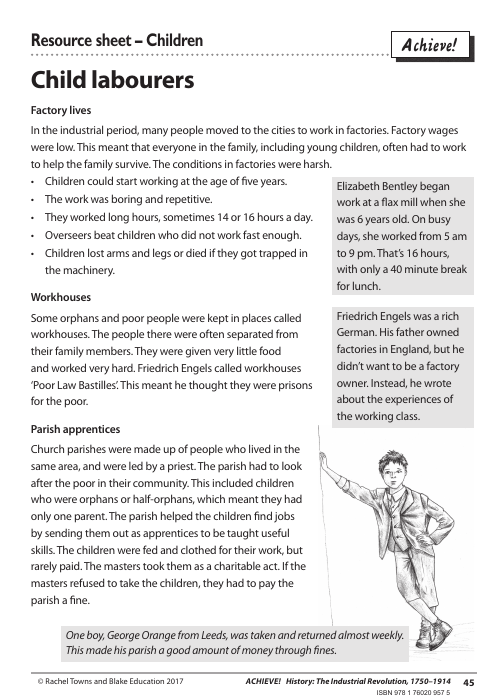 Resource sheet – Children
Achieve!
Child labourers
Factory lives
In the industrial period, many people moved to the cities to work in factories. Factory wages
were low. This meant that everyone in the family, including young children, often had to work
to help the family survive. The conditions in factories were harsh.
• Children could start working at the age of five years.
• The work was boring and repetitive.
• They worked long hours, sometimes 14 or 16 hours a day.
• Overseers beat children who did not work fast enough.
• Children lost arms and legs or died if they got trapped in
the machinery.
Elizabeth Bentley began
work at a flax mill when she
was 6 years old. On busy
days, she worked from 5 am
to 9 pm. That's 16 hours,
with only a 40 minute break
for lunch.
Workhouses
Some orphans and poor people were kept in places called
workhouses. The people there were often separated from
their family members. They were given very little food
and worked very hard. Friedrich Engels called workhouses
'Poor Law Bastilles'. This meant he thought they were prisons
for the poor.
Friedrich Engels was a rich
German. His father owned
factories in England, but he
didn't want to be a factory
owner. Instead, he wrote
about the experiences of
the working class.
Parish apprentices
Church parishes were made up of people who lived in the
same area, and were led by a priest. The parish had to look
after the poor in their community. This included children
who were orphans or half-orphans, which meant they had
only one parent. The parish helped the children find jobs
by sending them out as apprentices to be taught useful
skills. The children were fed and clothed for their work, but
rarely paid. The masters took them as a charitable act. If the
masters refused to take the children, they had to pay the
parish a fine.
One boy, George Orange from Leeds, was taken and returned almost weekly.
This made his parish a good amount of money through fines.
© Rachel Towns and Blake Education 2017
ACHIEVE! History: The Industrial Revolution, 1750–1914 45
ISBN 978 1 76020 957 5